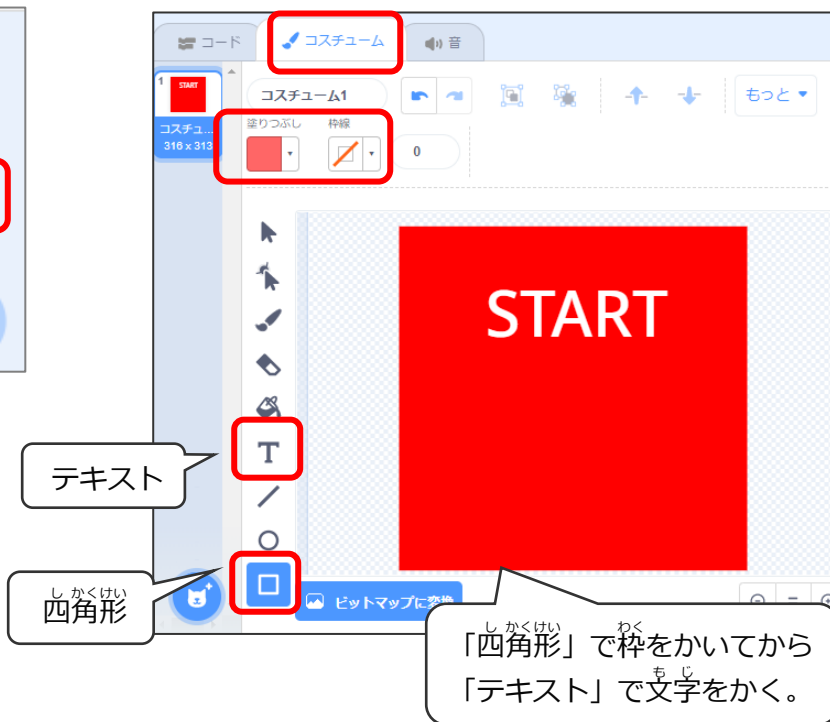 コード
コスチューム
音
1
START
コスチュ...
316 x 313
コスチューム1
もっと
塗りつぶし 枠線
0
START
T
テキスト
し かくけい
四角形
ビットマップに変換
し かくけい わく
「四角形」で枠をかいてから
も じ
「テキスト」で文字をかく。